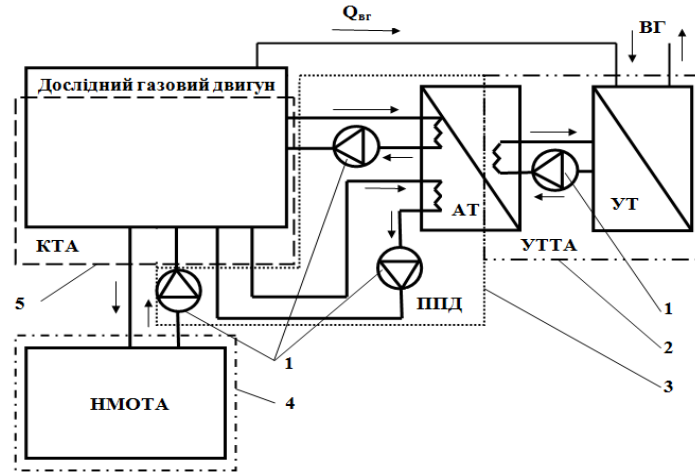 Qвг
ВГ
Дослідний газовий двигун
АТ
УТ
КТА
УТТА
ППД
5
1
2
1
3
НМОТА
4